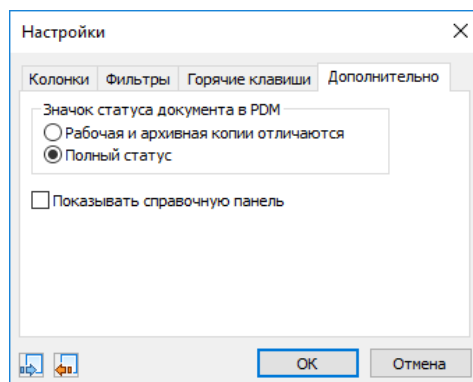 Настройки
Колонки Фильтры Горячие клавиши Дополнительно
Значок статуса документа в PDM
Рабочая и архивная копии отличаются
Полный статус
Показывать справочную панель
OK Отмена